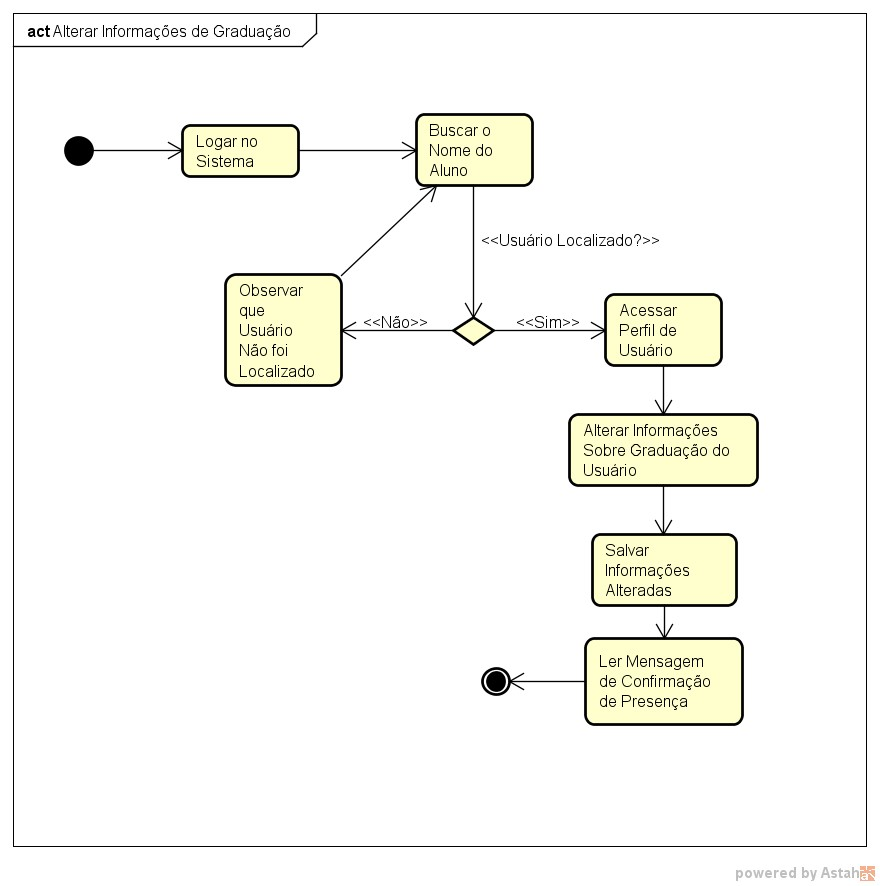 act Alterar Informações de Graduação
Logar no
Sistema
Buscar o
Nome do
Aluno
<<Usuário Localizado?>>
Observar
que
Usuário
Não foi
Localizado
<<Não>>
<<Sim>>
Acessar
Perfil de
Usuário
Alterar Informações
Sobre Graduação do
Usuário
Salvar
Informações
Alteradas
Ler Mensagem
de Confirmação
de Presença
powered by Astah